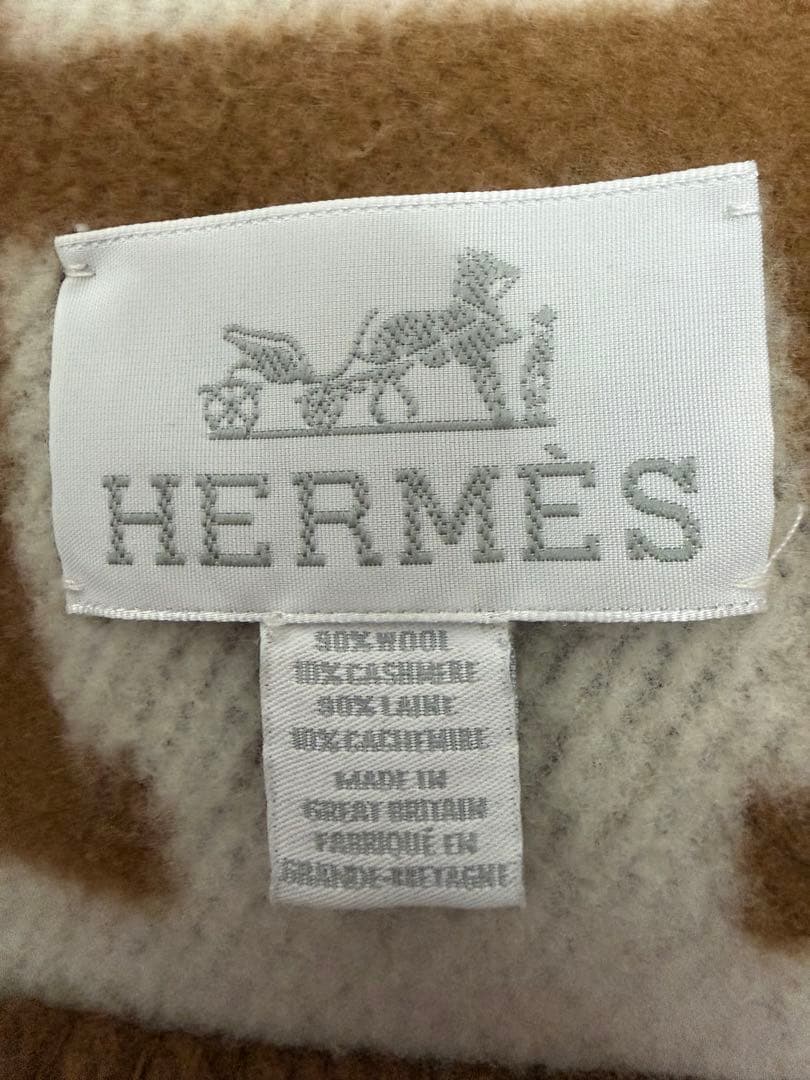 HERMÈS
90% WOOL
10% CASHMERE
90% LAINE
10% CACHEMIRE
MADE IN
GREAT BRITAIN
FABRIQUÉ EN
GRANDE-BRETAGNE